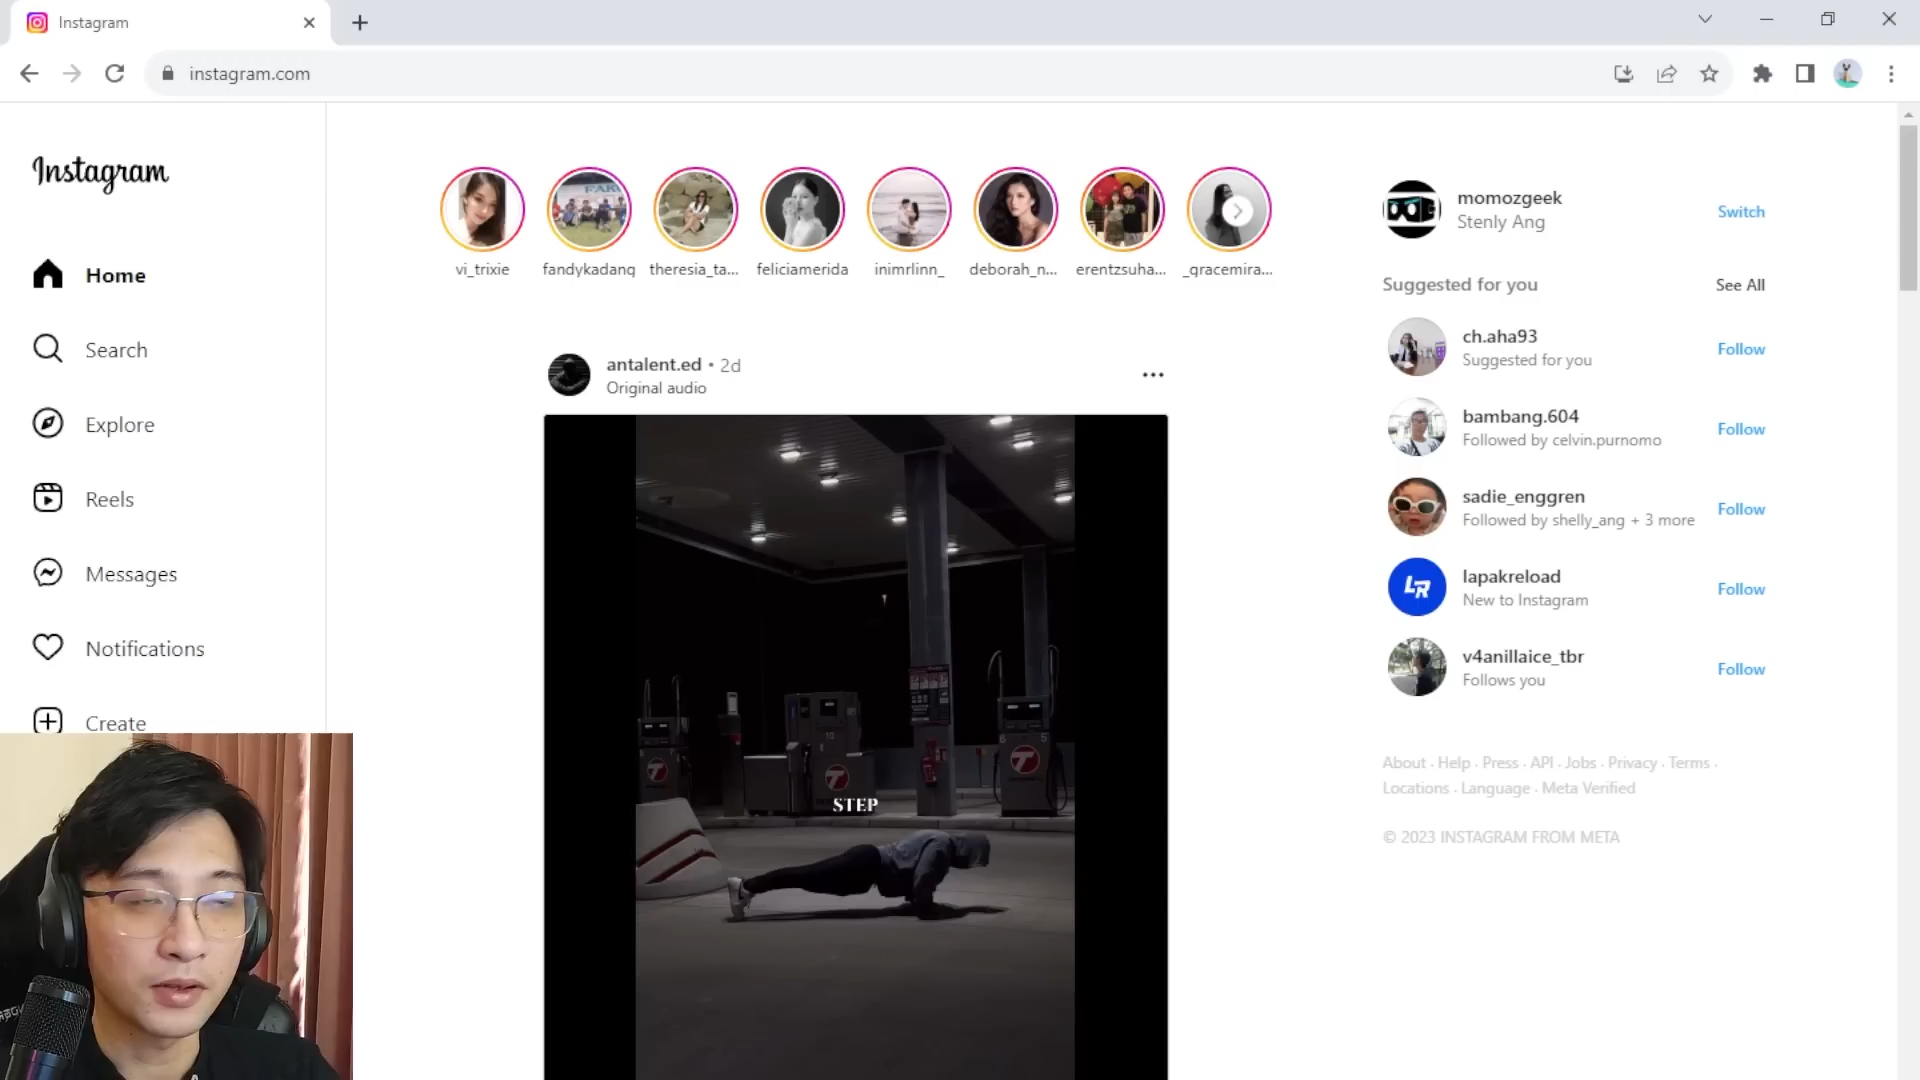 Instagram
instagram.com
Instagram
Home
Search
Explore
Reels
Messages
Notifications
Create
vi_trixie
fandykadang
theresia_ta...
feliciamerida
inimrlinn_
deborah_n...
erentzsuha...
_gracemira...
antalent.ed • 2d
Original audio
STEP
momozgeek
Stenly Ang
Switch
Suggested for you
See All
ch.aha93
Suggested for you
Follow
bambang.604
Followed by celvin.purnomo
Follow
sadie_enggren
Followed by shelly_ang + 3 more
Follow
LR
lapakreload
New to Instagram
Follow
v4anillaice_tbr
Follows you
Follow
About · Help · Press · API · Jobs · Privacy · Terms ·
Locations · Language · Meta Verified
© 2023 INSTAGRAM FROM META